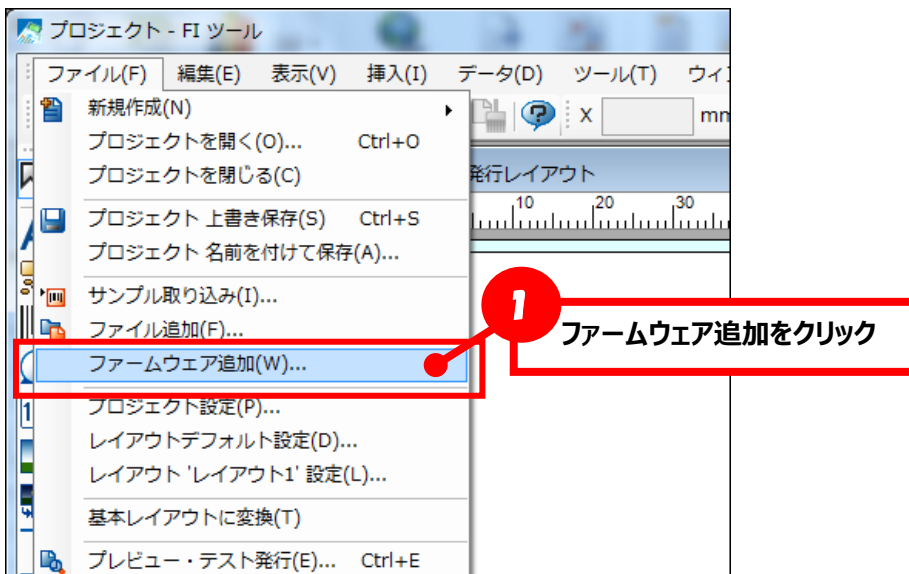 プロジェクト - FI ツール
ファイル(F) 編集(E) 表示(V) 挿入(I) データ(D) ツール(T)
新規作成(N)
X mm
プロジェクトを開く(O)... Ctrl+O
プロジェクトを閉じる(C)
発行レイアウト
10 20 30
プロジェクト 上書き保存(S) Ctrl+S
プロジェクト 名前を付けて保存(A)...
サンプル取り込み(I)...
1
ファイル追加(F)...
ファームウェア追加をクリック
ファームウェア追加(W)...
プロジェクト設定(P)...
レイアウトデフォルト設定(D)...
レイアウト 'レイアウト1' 設定(L)...
基本レイアウトに変換(T)
プレビュー・テスト発行(E)... Ctrl+E